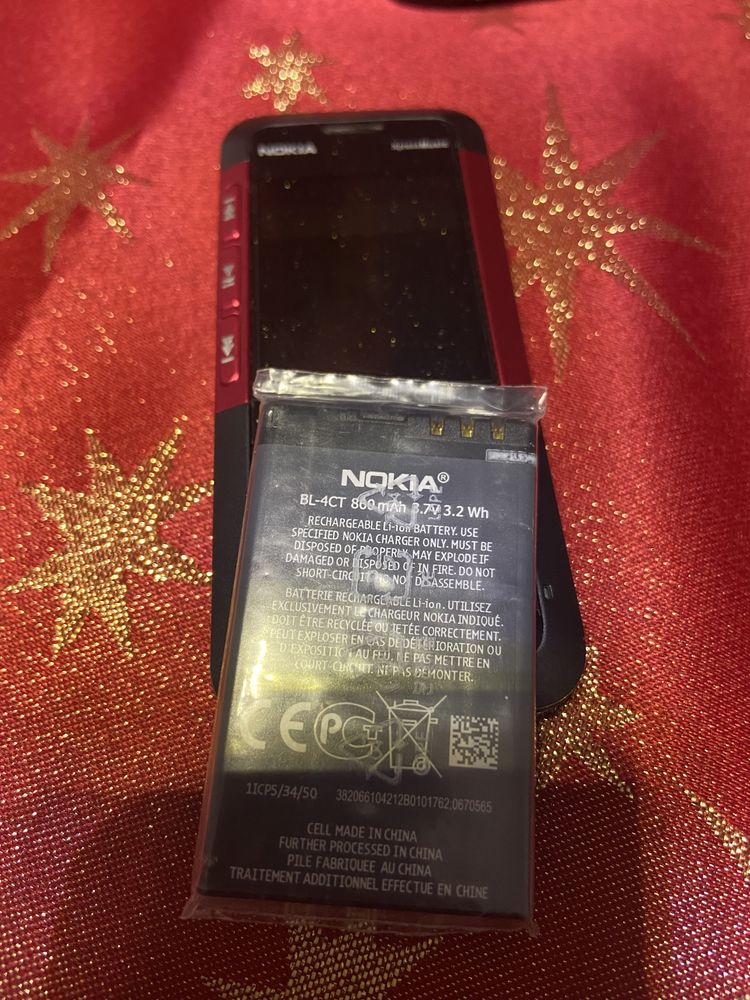 NOKIA
NOKIA®
BL-4CT 860mAh 3.7V 3.2 Wh
RECHARGEABLE Li-ion BATTERY. USE
SPECIFIED NOKIA CHARGER ONLY. MUST BE
DISPOSED OF PROPERLY. MAY EXPLODE IF
DAMAGED OR DISPOSED OF IN FIRE. DO NOT
SHORT-CIRCUIT. DO NOT DISASSEMBLE.
BATTERIE RECHARGEABLE Li-ion. UTILISEZ
EXCLUSIVEMENT LE CHARGEUR NOKIA INDIQUÉ.
DOIT ÊTRE RECYCLÉE OU JETÉE CORRECTEMENT.
PEUT EXPLOSER EN CAS DE DÉTÉRIORATION OU
D'EXPOSITION AU FEU. NE PAS METTRE EN
COURT-CIRCUIT. NE PAS DÉMONTER.
CE
1ICP5/34/50 382066104212B0101762;0670565
CELL MADE IN CHINA
FURTHER PROCESSED IN CHINA
PILE FABRIQUEE AU CHINA
TRAITEMENT ADDITIONNEL EFFECTUE EN CHINE